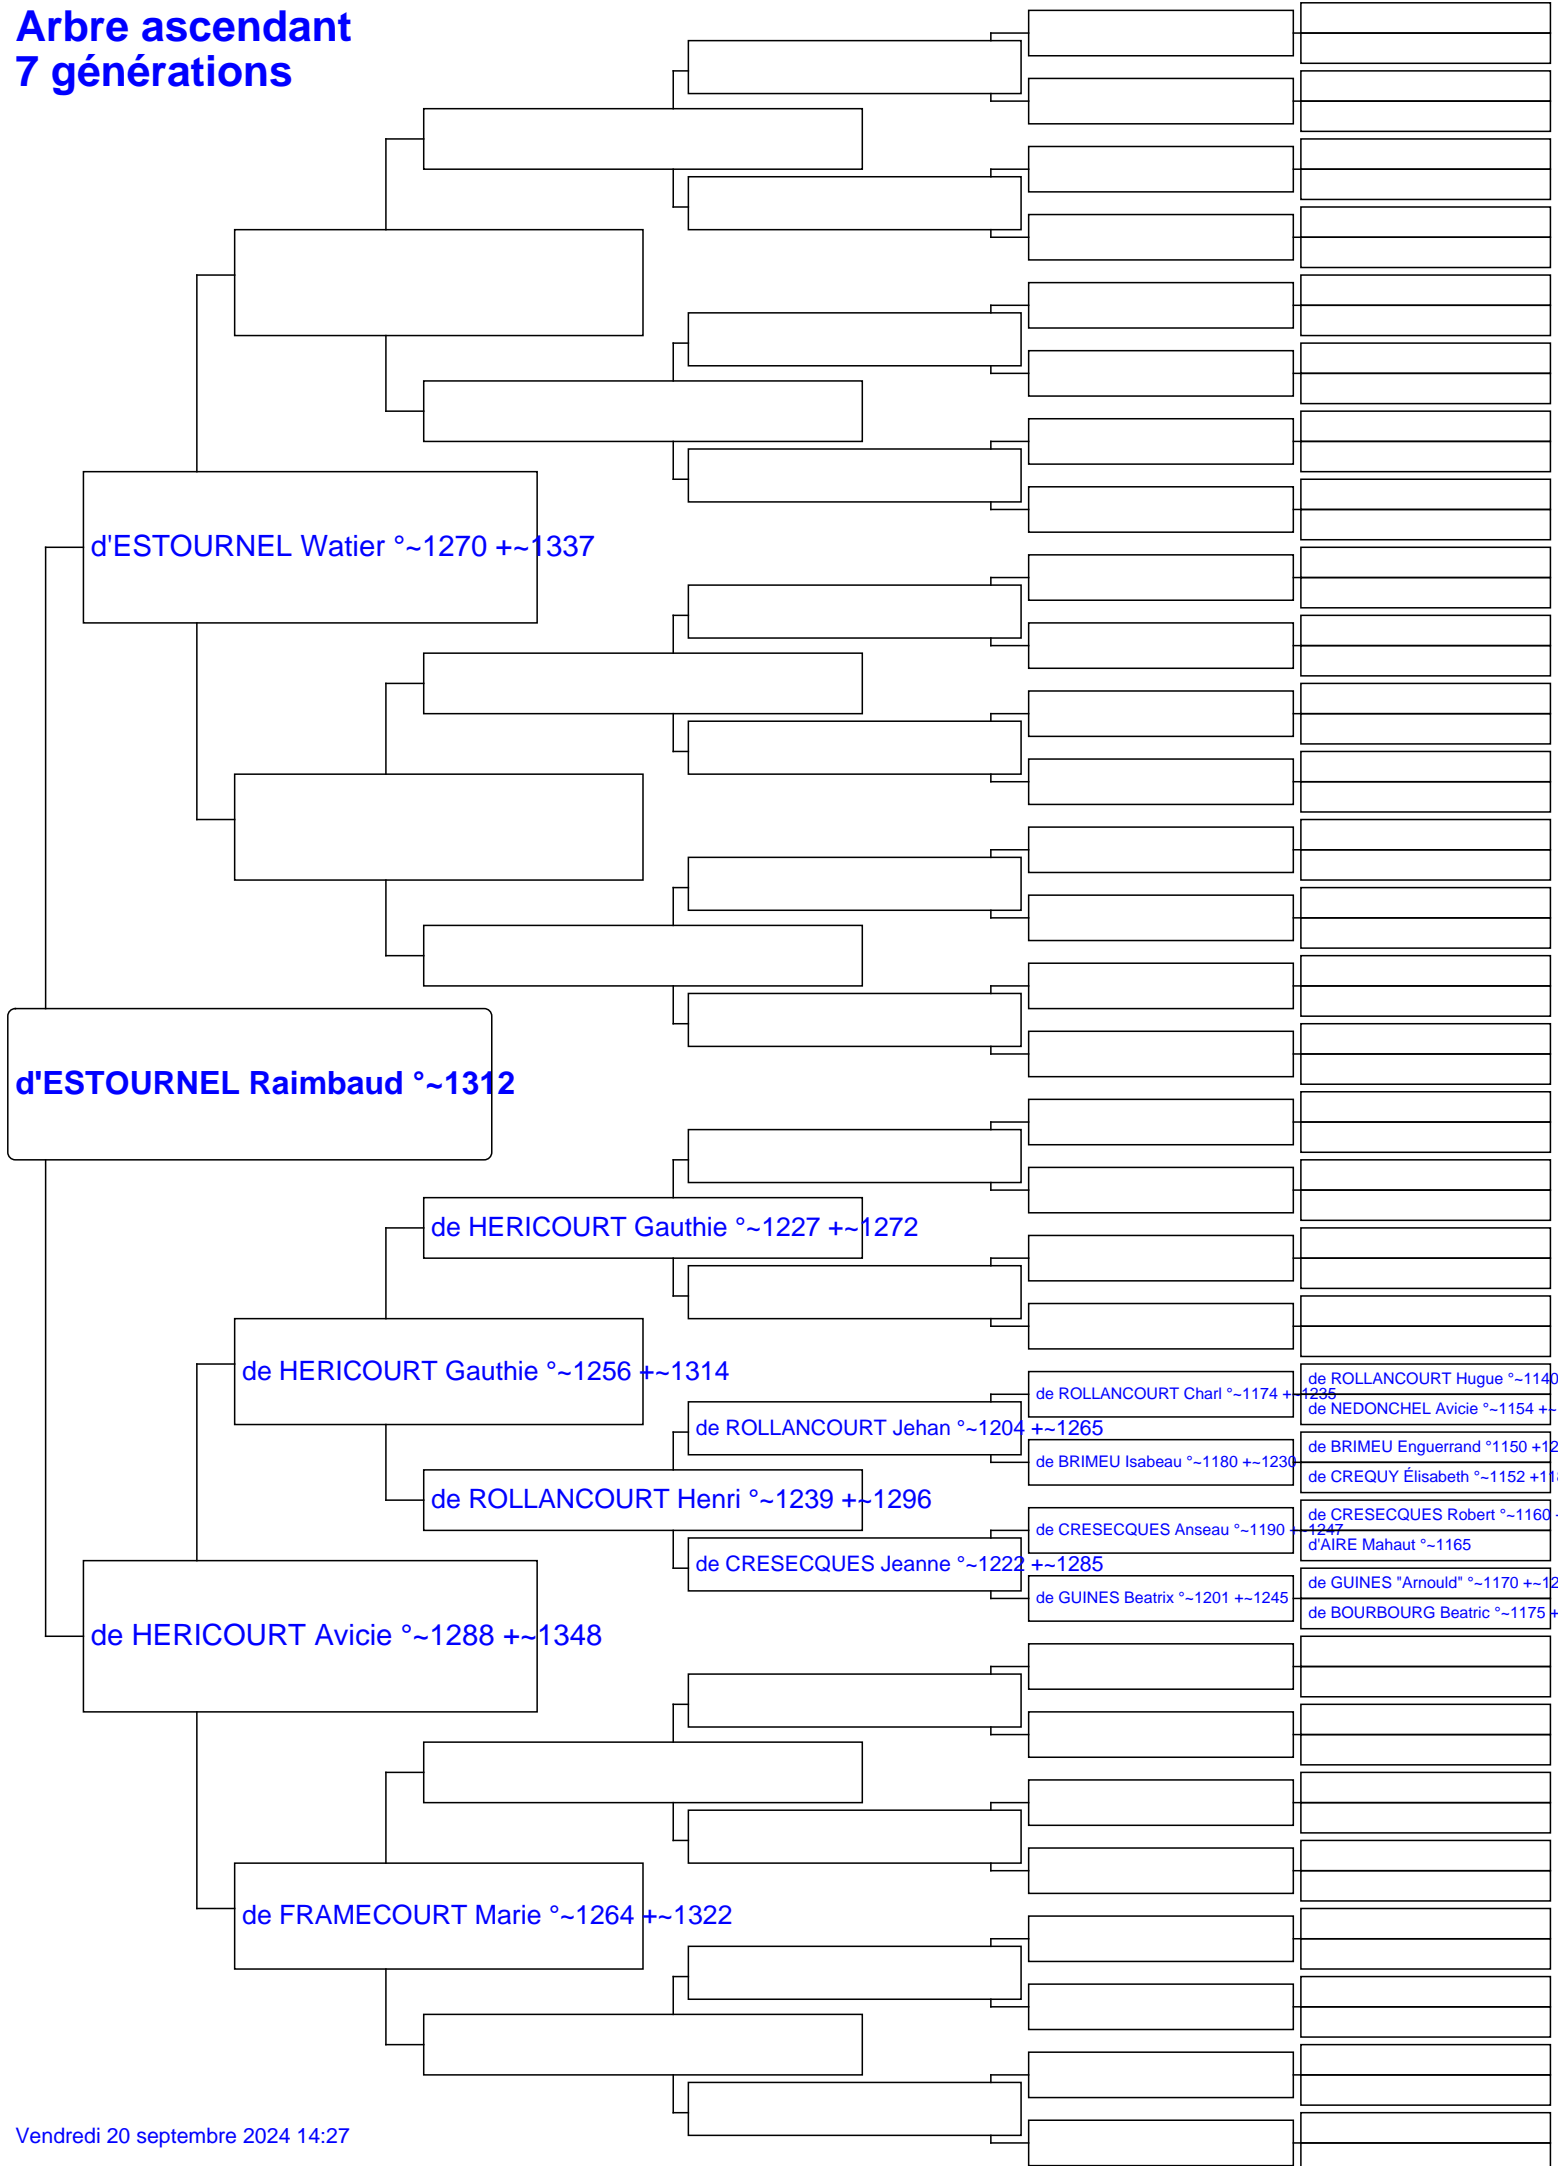 Arbre ascendant
7 générations
d'ESTOURNEL Watier °~1270 +~1337
d'ESTOURNEL Raimbaud °~1312
de HERICOURT Gauthie °~1227 +~1272
de HERICOURT Gauthie °~1256 +~1314
de ROLLANCOURT Charl °~1174 +~1235
de ROLLANCOURT Hugue °~1140
de NEDONCHEL Avicie °~1154 +~
de ROLLANCOURT Jehan °~1204 +~1265
de BRIMEU Isabeau °~1180 +~1230
de BRIMEU Enguerrand °1150 +12
de CREQUY Élisabeth °~1152 +118
de ROLLANCOURT Henri °~1239 +~1296
de CRESECQUES Anseau °~1190 +~1247
de CRESECQUES Robert °~1160 +
d'AIRE Mahaut °~1165
de CRESECQUES Jeanne °~1222 +~1285
de GUINES Beatrix °~1201 +~1245
de GUINES "Arnould" °~1170 +~12
de BOURBOURG Beatric °~1175 +
de HERICOURT Avicie °~1288 +~1348
de FRAMECOURT Marie °~1264 +~1322
Vendredi 20 septembre 2024 14:27